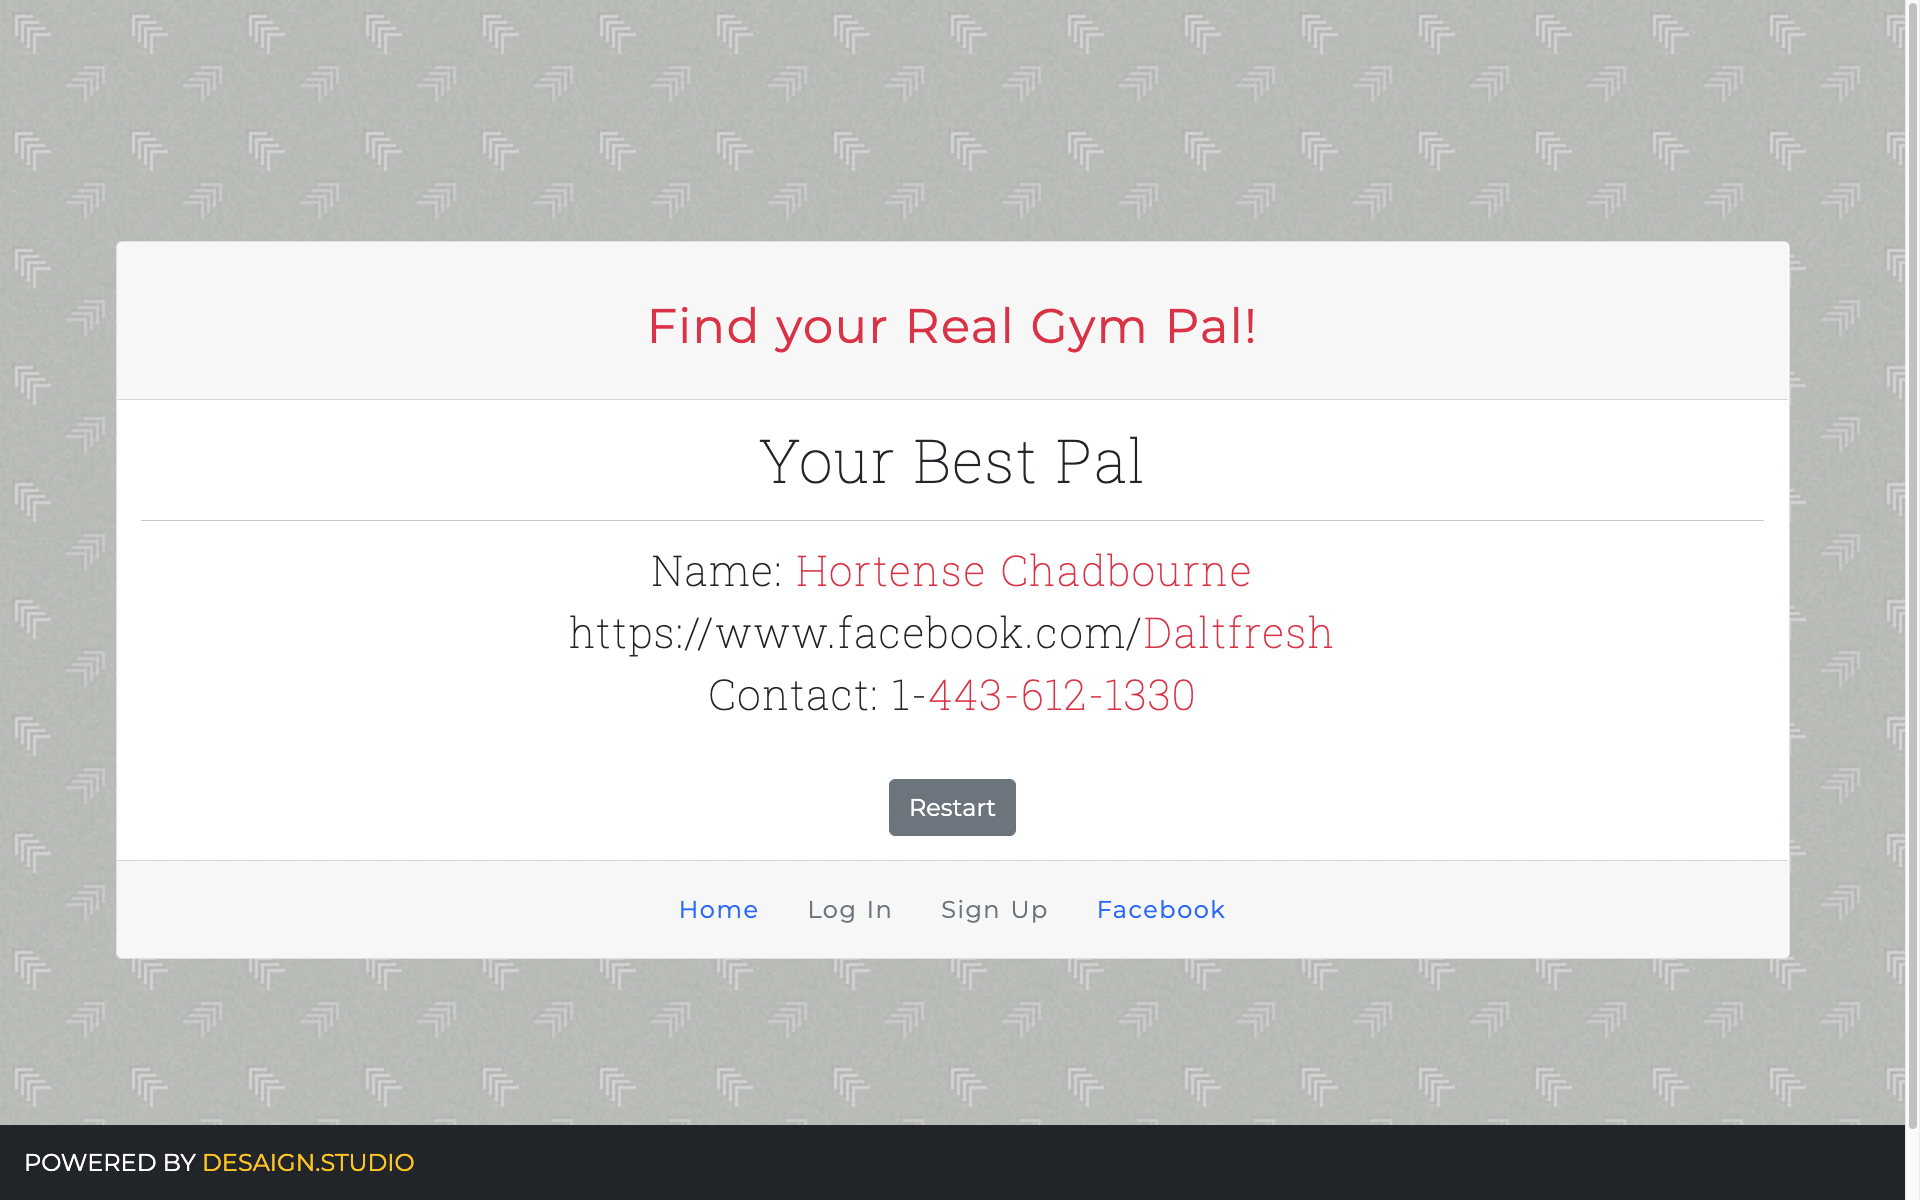 Find your Real Gym Pal!
Your Best Pal
Name: Hortense Chadbourne
https://www.facebook.com/Daltfresh
Contact: 1-443-612-1330
Restart
Home Log In Sign Up Facebook
POWERED BY DESAIGN.STUDIO